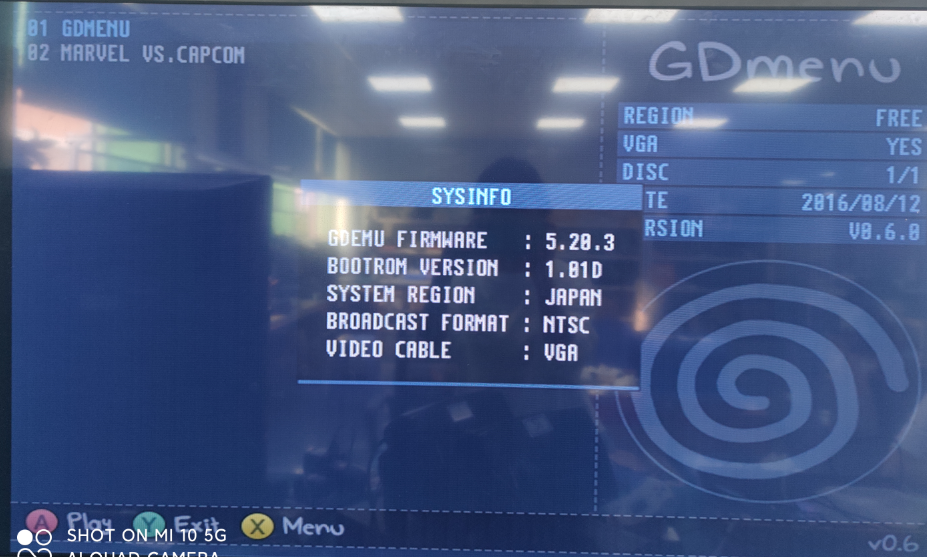 01 GDMENU
02 MARVEL VS.CAPCOM
GDmenu
REGION FREE
VGA YES
DISC 1/1
TE 2016/08/12
RSION V0.6.0
SYSINFO
GDEMU FIRMWARE : 5.20.3
BOOTROM VERSION : 1.01D
SYSTEM REGION : JAPAN
BROADCAST FORMAT : NTSC
VIDEO CABLE : VGA
A Play Y Exit X Menu
v0.6
SHOT ON MI 10 5G
AI QUAD CAMERA